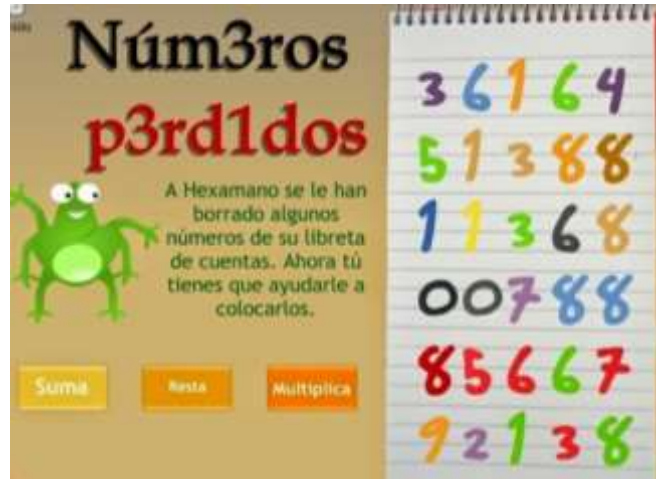 Núm3ros
p3rd1dos
A Hexamano se le han
borrado algunos
números de su libreta
de cuentas. Ahora tú
tienes que ayudarle a
colocarlos.
Suma
Resta
Multiplica
3 6 1 6 4
5 1 3 8 8
1 1 3 6 8
0 0 7 8 8
8 5 6 6 7
9 2 1 3 8